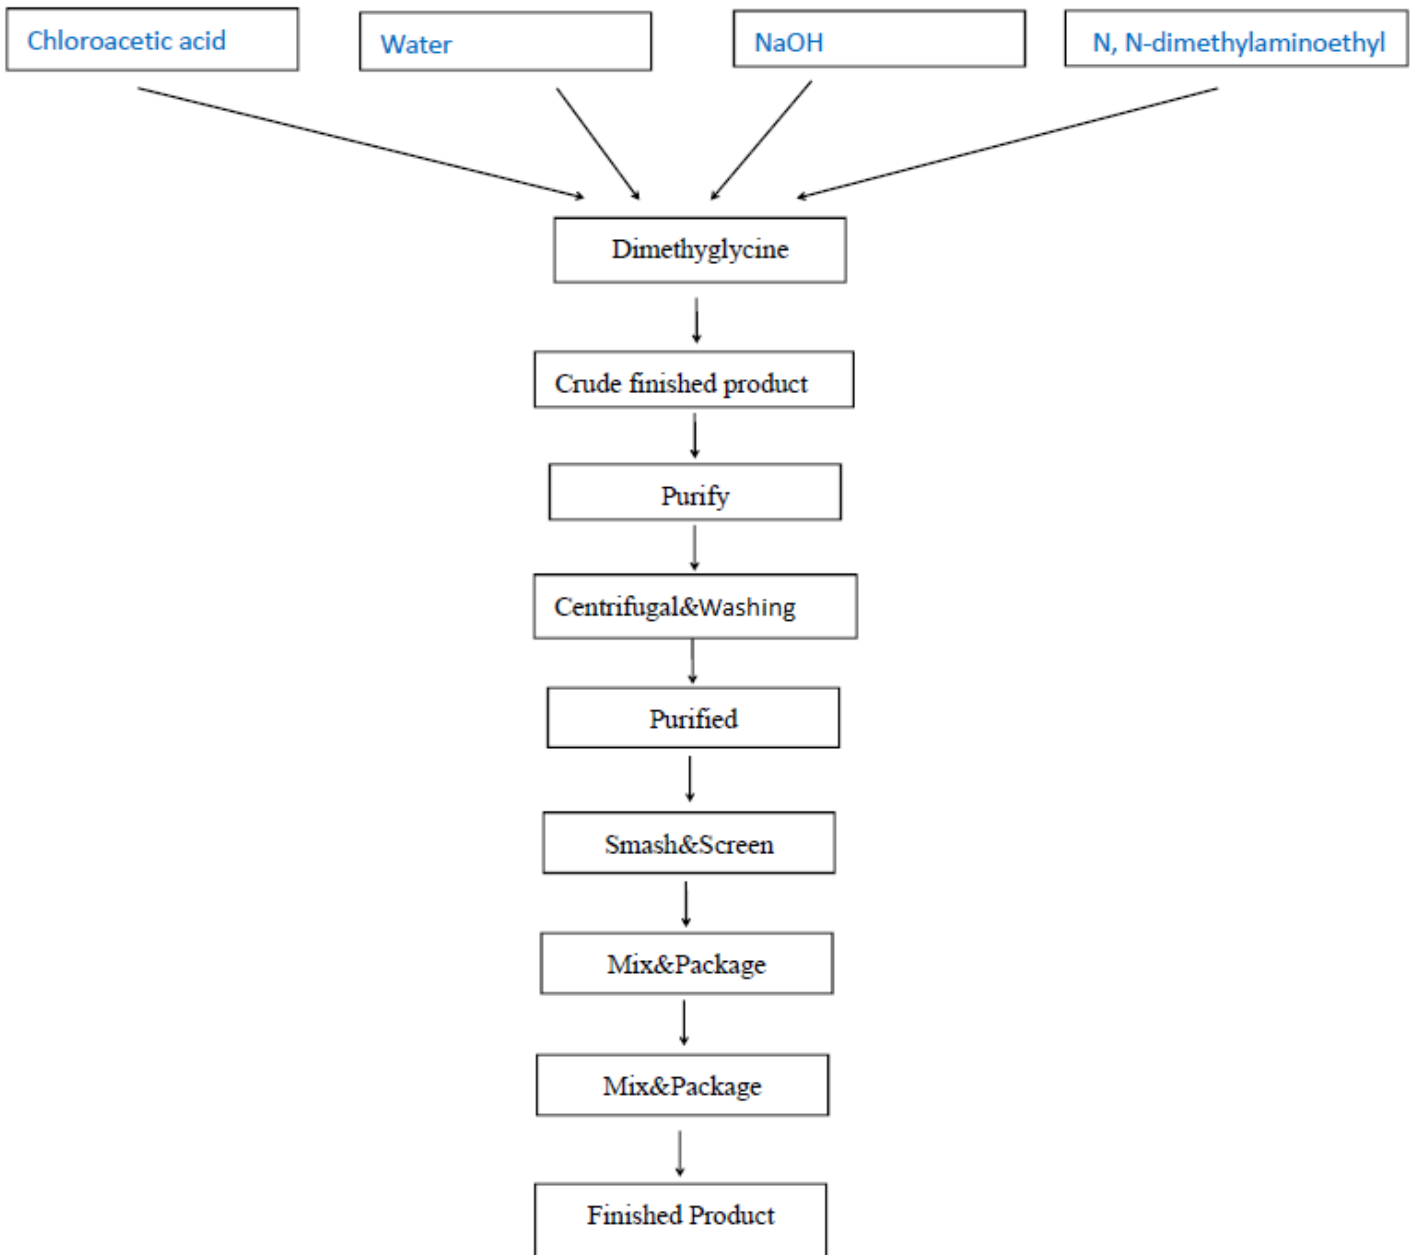 Chloroacetic acid
Water
NaOH
N, N-dimethylaminoethyl
Dimethyglycine
Crude finished product
Purify
Centrifugal&Washing
Purified
Smash&Screen
Mix&Package
Mix&Package
Finished Product